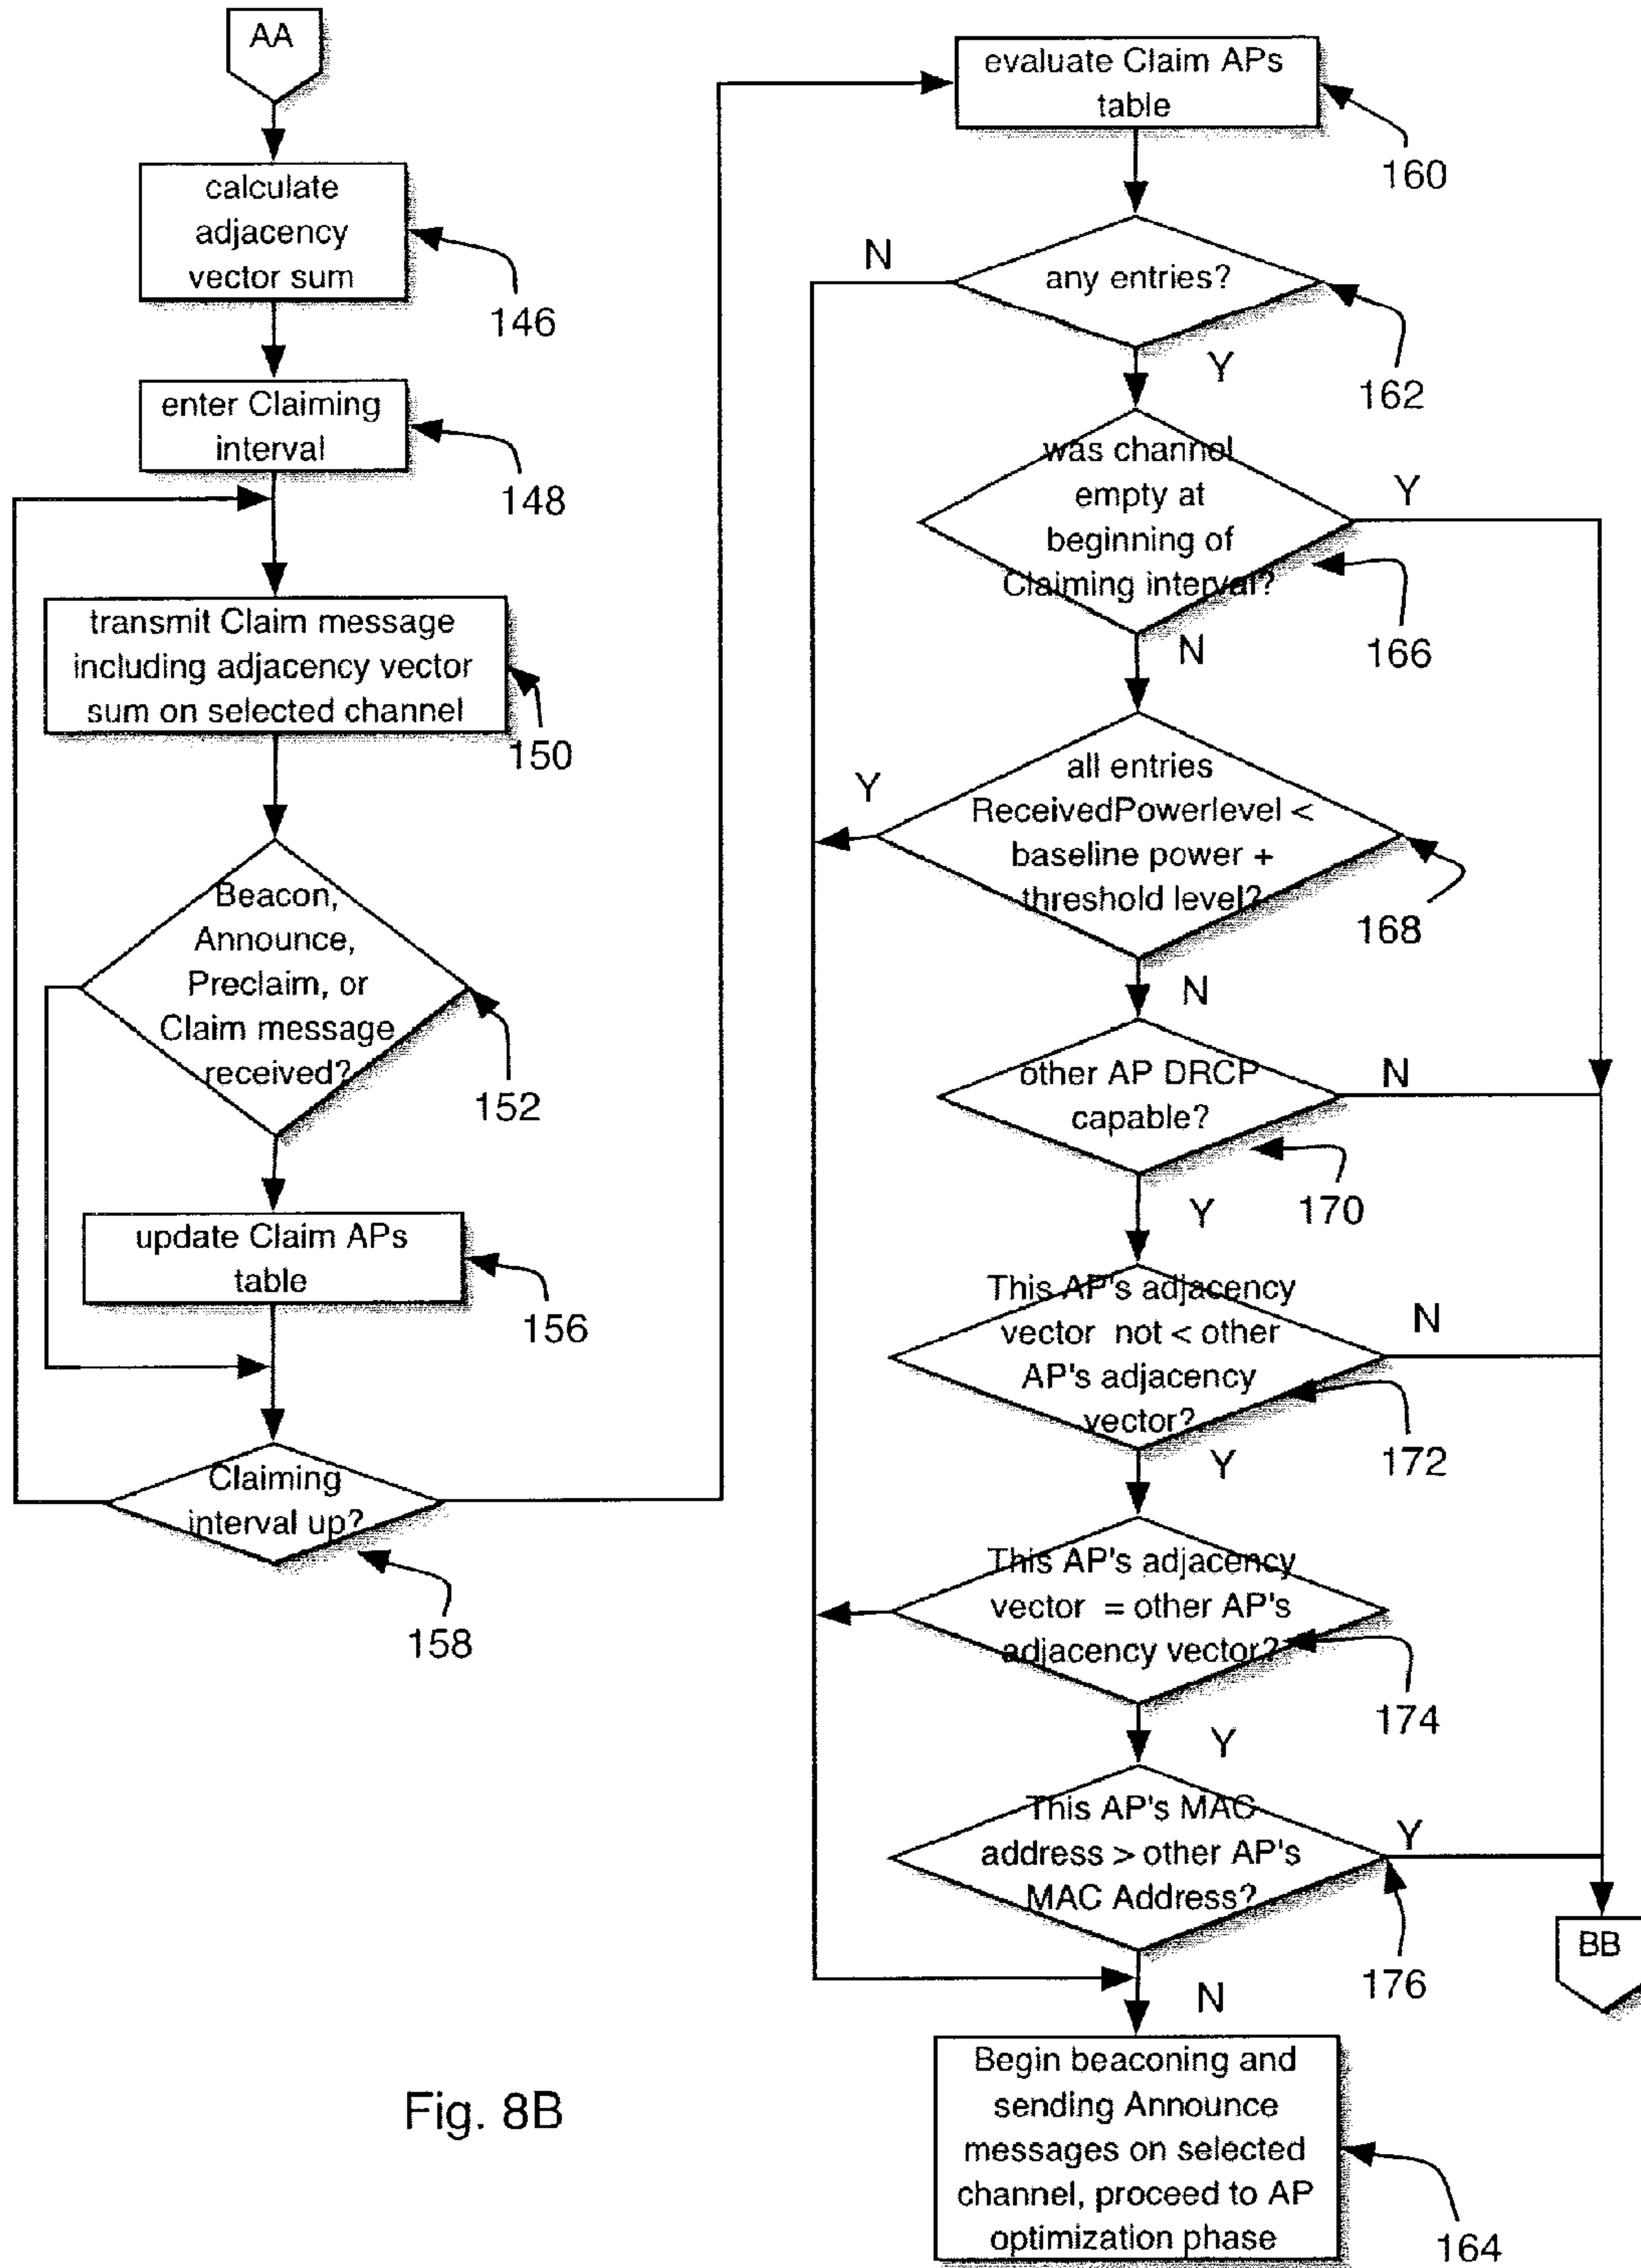 AA
calculate
adjacency
vector sum
146
enter Claiming
interval
148
transmit Claim message
including adjacency vector
sum on selected channel
150
Beacon,
Announce,
Preclaim, or
Claim message
received?
152
update Claim APs
table
156
Claiming
interval up?
158
evaluate Claim APs
table
160
N
any entries?
Y
162
was channel
empty at
beginning of
Claiming interval?
Y
166
N
all entries
ReceivedPowerlevel <
baseline power +
threshold level?
Y
168
N
other AP DRCP
capable?
N
170
Y
This AP's adjacency
vector not < other
AP's adjacency
vector?
N
172
Y
This AP's adjacency
vector = other AP's
adjacency vector?
174
Y
This AP's MAC
address > other AP's
MAC Address?
Y
176
BB
N
Begin beaconing and
sending Announce
messages on selected
channel, proceed to AP
optimization phase
164
Fig. 8B